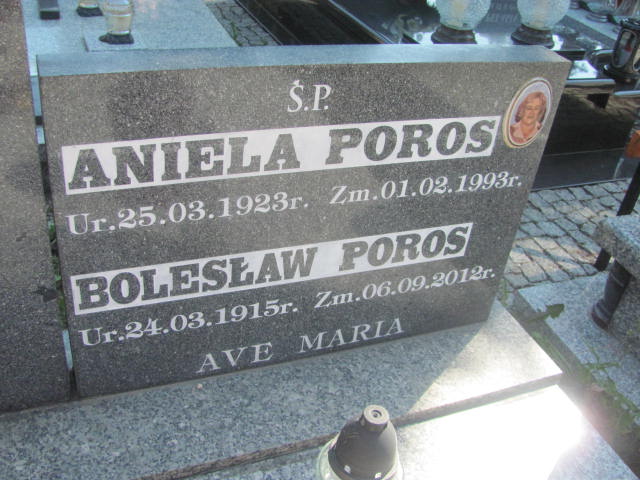 Ś.P.
ANIELA POROS
Ur.25.03.1923r. Zm.01.02.1993r.
BOLESŁAW POROS
Ur.24.03.1915r. Zm.06.09.2012r.
AVE MARIA